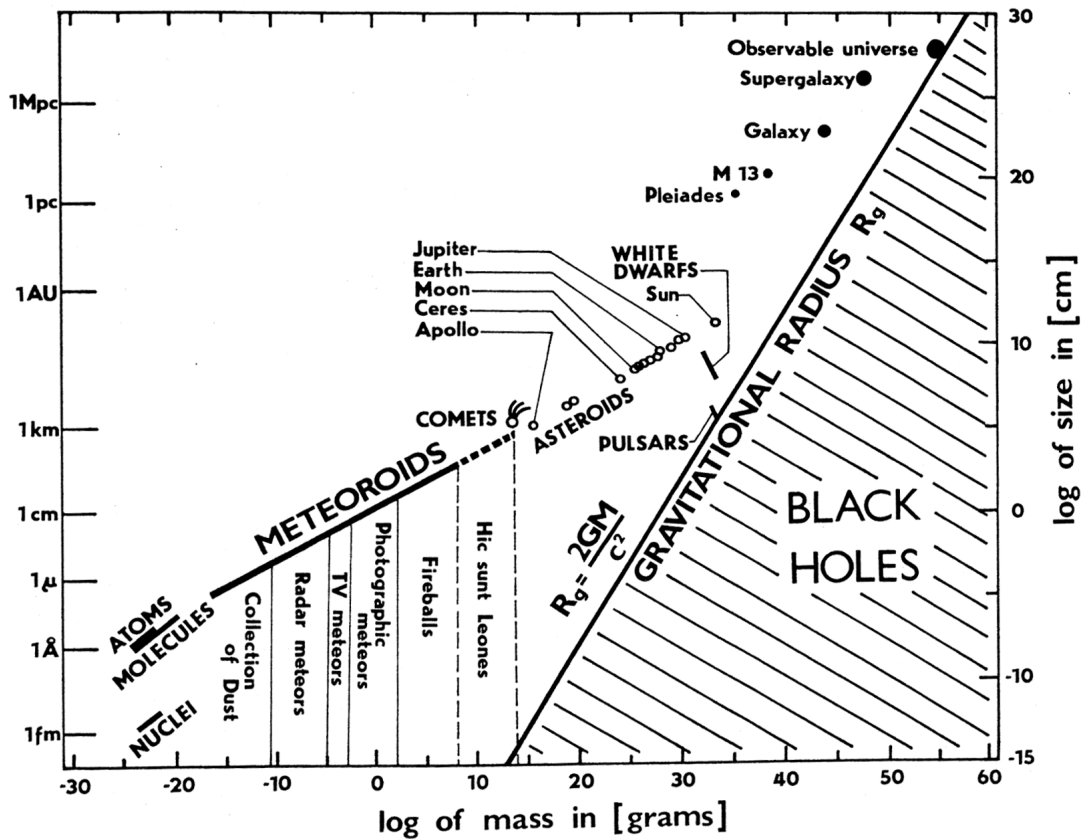 30
Observable universe
Supergalaxy
1Mpc
Galaxy
M 13
20
Pleiades
1pc
Jupiter
WHITE
DWARFS
Earth
1AU
Moon
Sun
Ceres
Apollo
10
COMETS
ASTEROIDS
1km
PULSARS
METEOROIDS
GRAVITATIONAL RADIUS Rg
Rg = 2GM
c²
BLACK
HOLES
1cm
0
1μ
ATOMS
MOLECULES
1Å
NUCLEI
1fm
Collection
of Dust
Radar meteors
TV meteors
Photographic
meteors
Fireballs
Hic sunt Leones
-10
-15
log of size in [cm]
-30 -20 -10 0 10 20 30 40 50 60
log of mass in [grams]